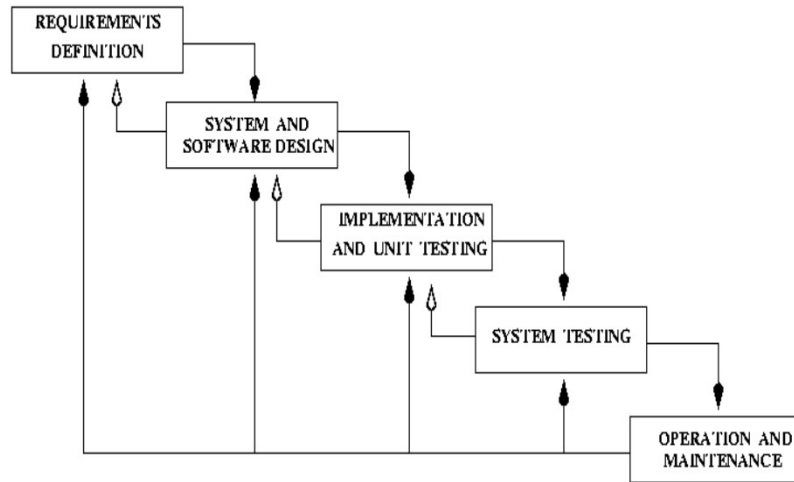 REQUIREMENTS
DEFINITION
SYSTEM AND
SOFTWARE DESIGN
IMPLEMENTATION
AND UNIT TESTING
SYSTEM TESTING
OPERATION AND
MAINTENANCE